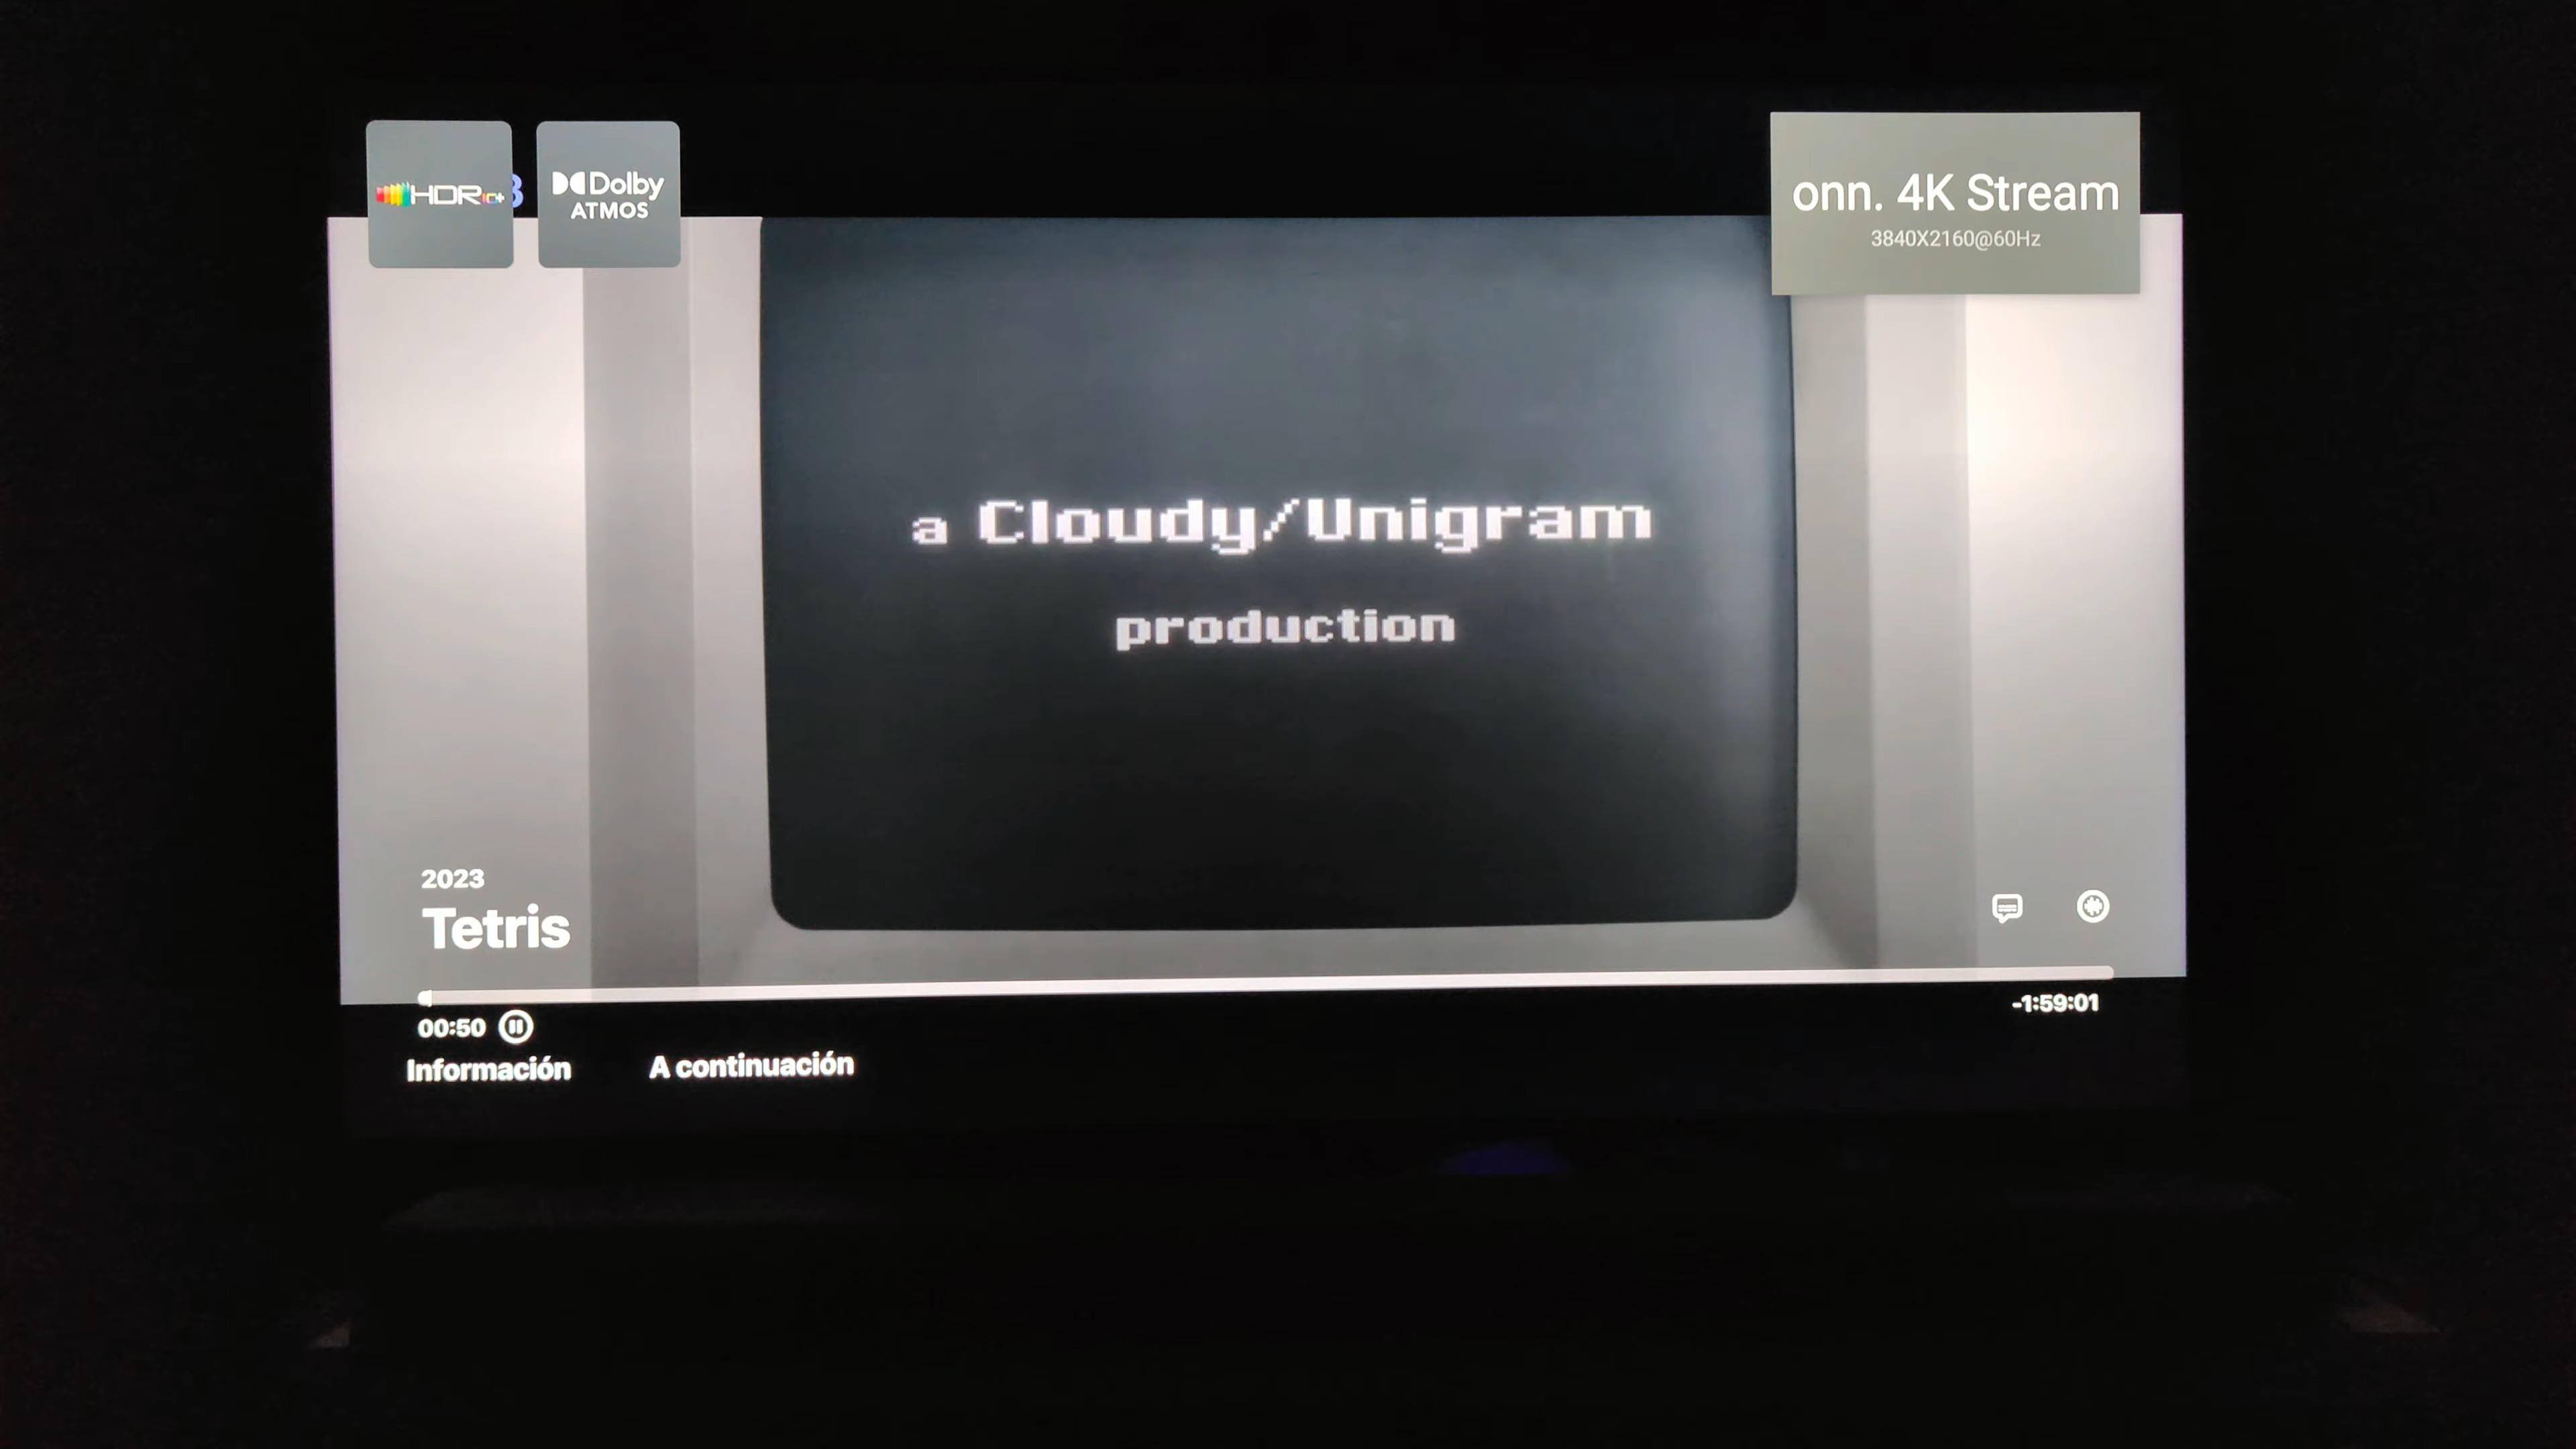 HDR10+
Dolby
ATMOS
onn. 4K Stream
3840X2160@60Hz
a Cloudy/Unigram
production
2023
Tetris
00:50
-1:59:01
Información
A continuación